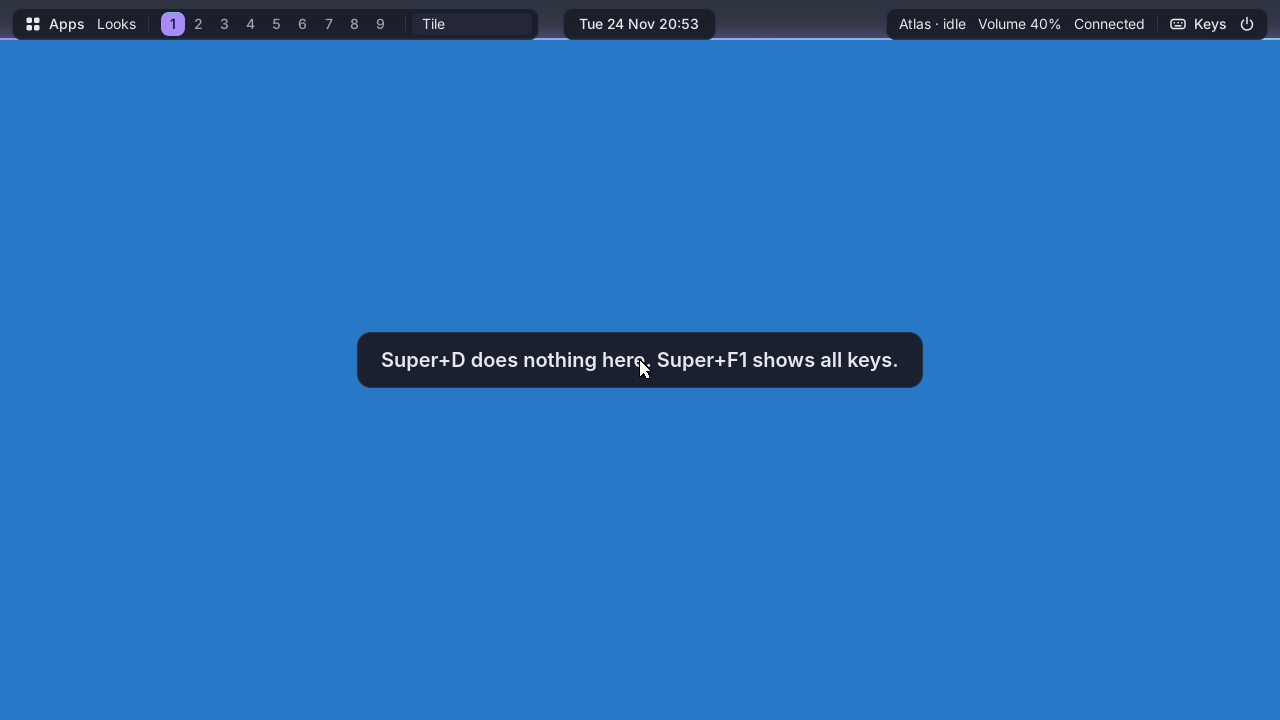 Apps Looks 1 2 3 4 5 6 7 8 9 Tile Tue 24 Nov 20:53 Atlas · idle Volume 40% Connected Keys
Super+D does nothing here. Super+F1 shows all keys.